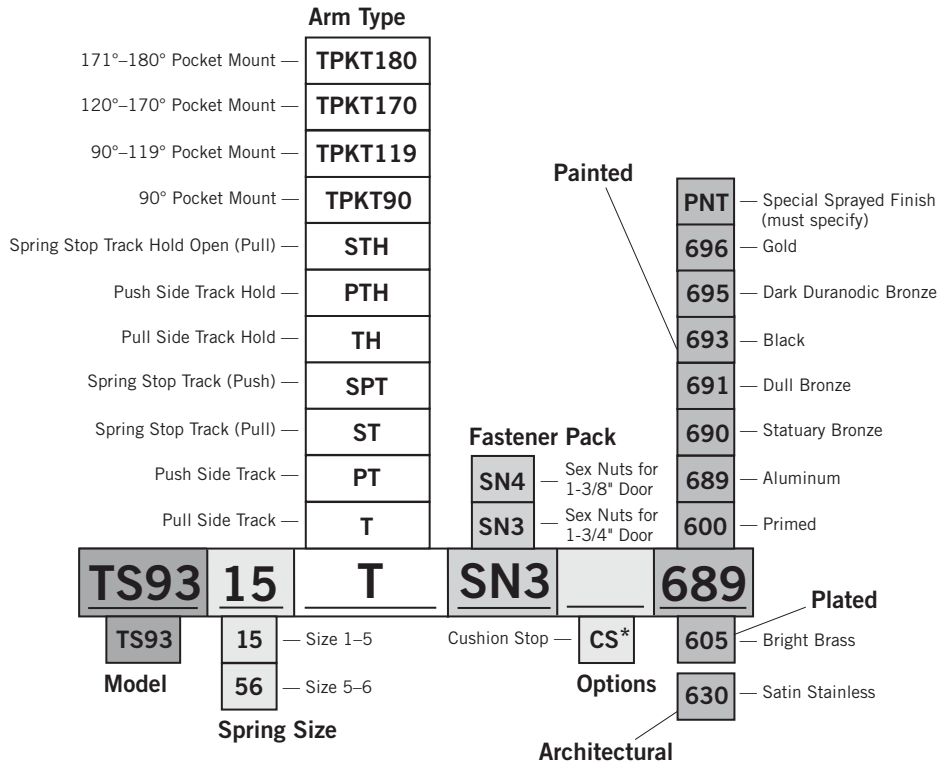 Arm Type
171°–180° Pocket Mount — TPKT180
120°–170° Pocket Mount — TPKT170
90°–119° Pocket Mount — TPKT119
90° Pocket Mount — TPKT90
Spring Stop Track Hold Open (Pull) — STH
Push Side Track Hold — PTH
Pull Side Track Hold — TH
Spring Stop Track (Push) — SPT
Spring Stop Track (Pull) — ST
Push Side Track — PT
Pull Side Track — T
Fastener Pack
SN4 — Sex Nuts for
1-3/8" Door
SN3 — Sex Nuts for
1-3/4" Door
Painted
PNT — Special Sprayed Finish
(must specify)
696 — Gold
695 — Dark Duranodic Bronze
693 — Black
691 — Dull Bronze
690 — Statuary Bronze
689 — Aluminum
600 — Primed
TS93 15 T SN3 689
TS93
Model
15 — Size 1–5
56 — Size 5–6
Spring Size
Cushion Stop — CS*
Options
Plated
605 — Bright Brass
630 — Satin Stainless
Architectural